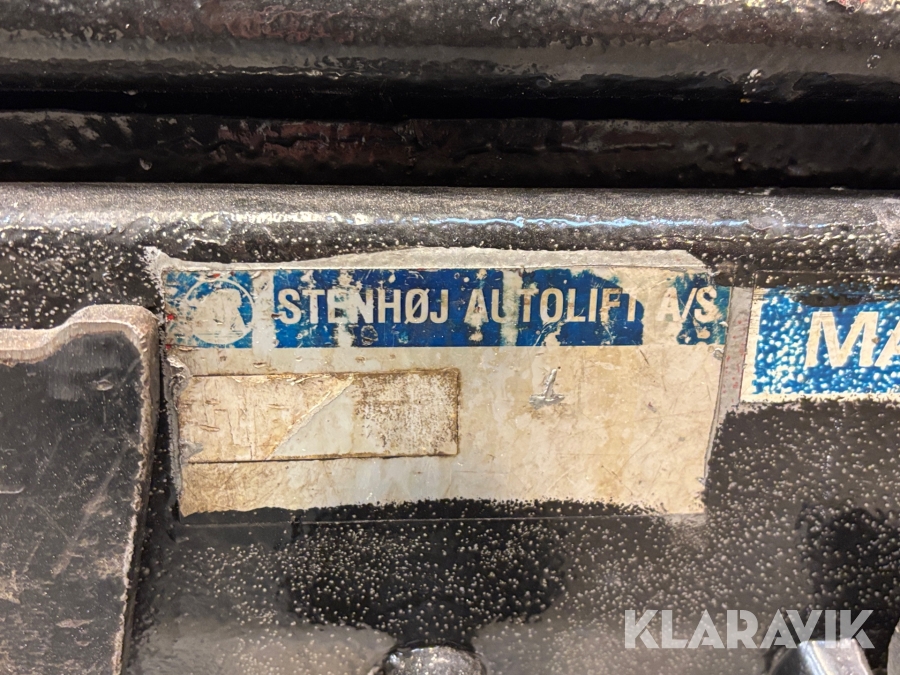 STENHØJ AUTOLIFT A/S
MA
KLARAVIK